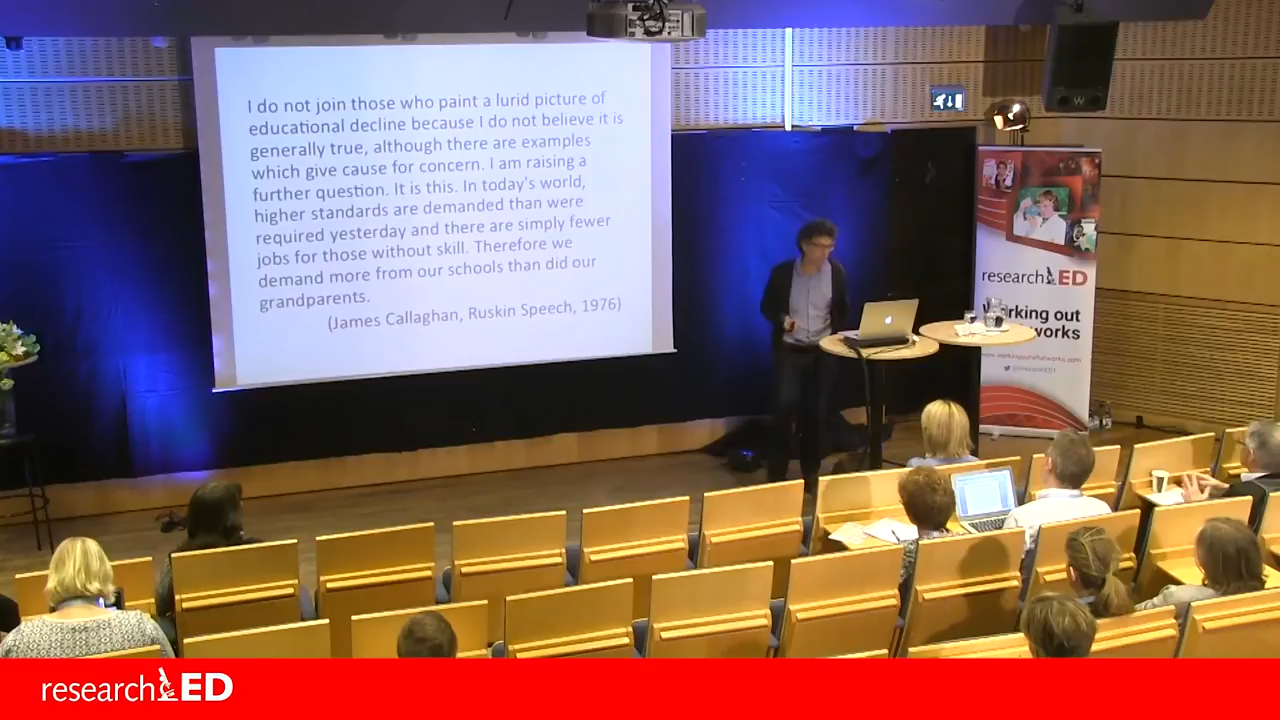 I do not join those who paint a lurid picture of
educational decline because I do not believe it is
generally true, although there are examples
which give cause for concern. I am raising a
further question. It is this. In today's world,
higher standards are demanded than were
required yesterday and there are simply fewer
jobs for those without skill. Therefore we
demand more from our schools than did our
grandparents.
(James Callaghan, Ruskin Speech, 1976)
W
researchED
rking out
works
researchED